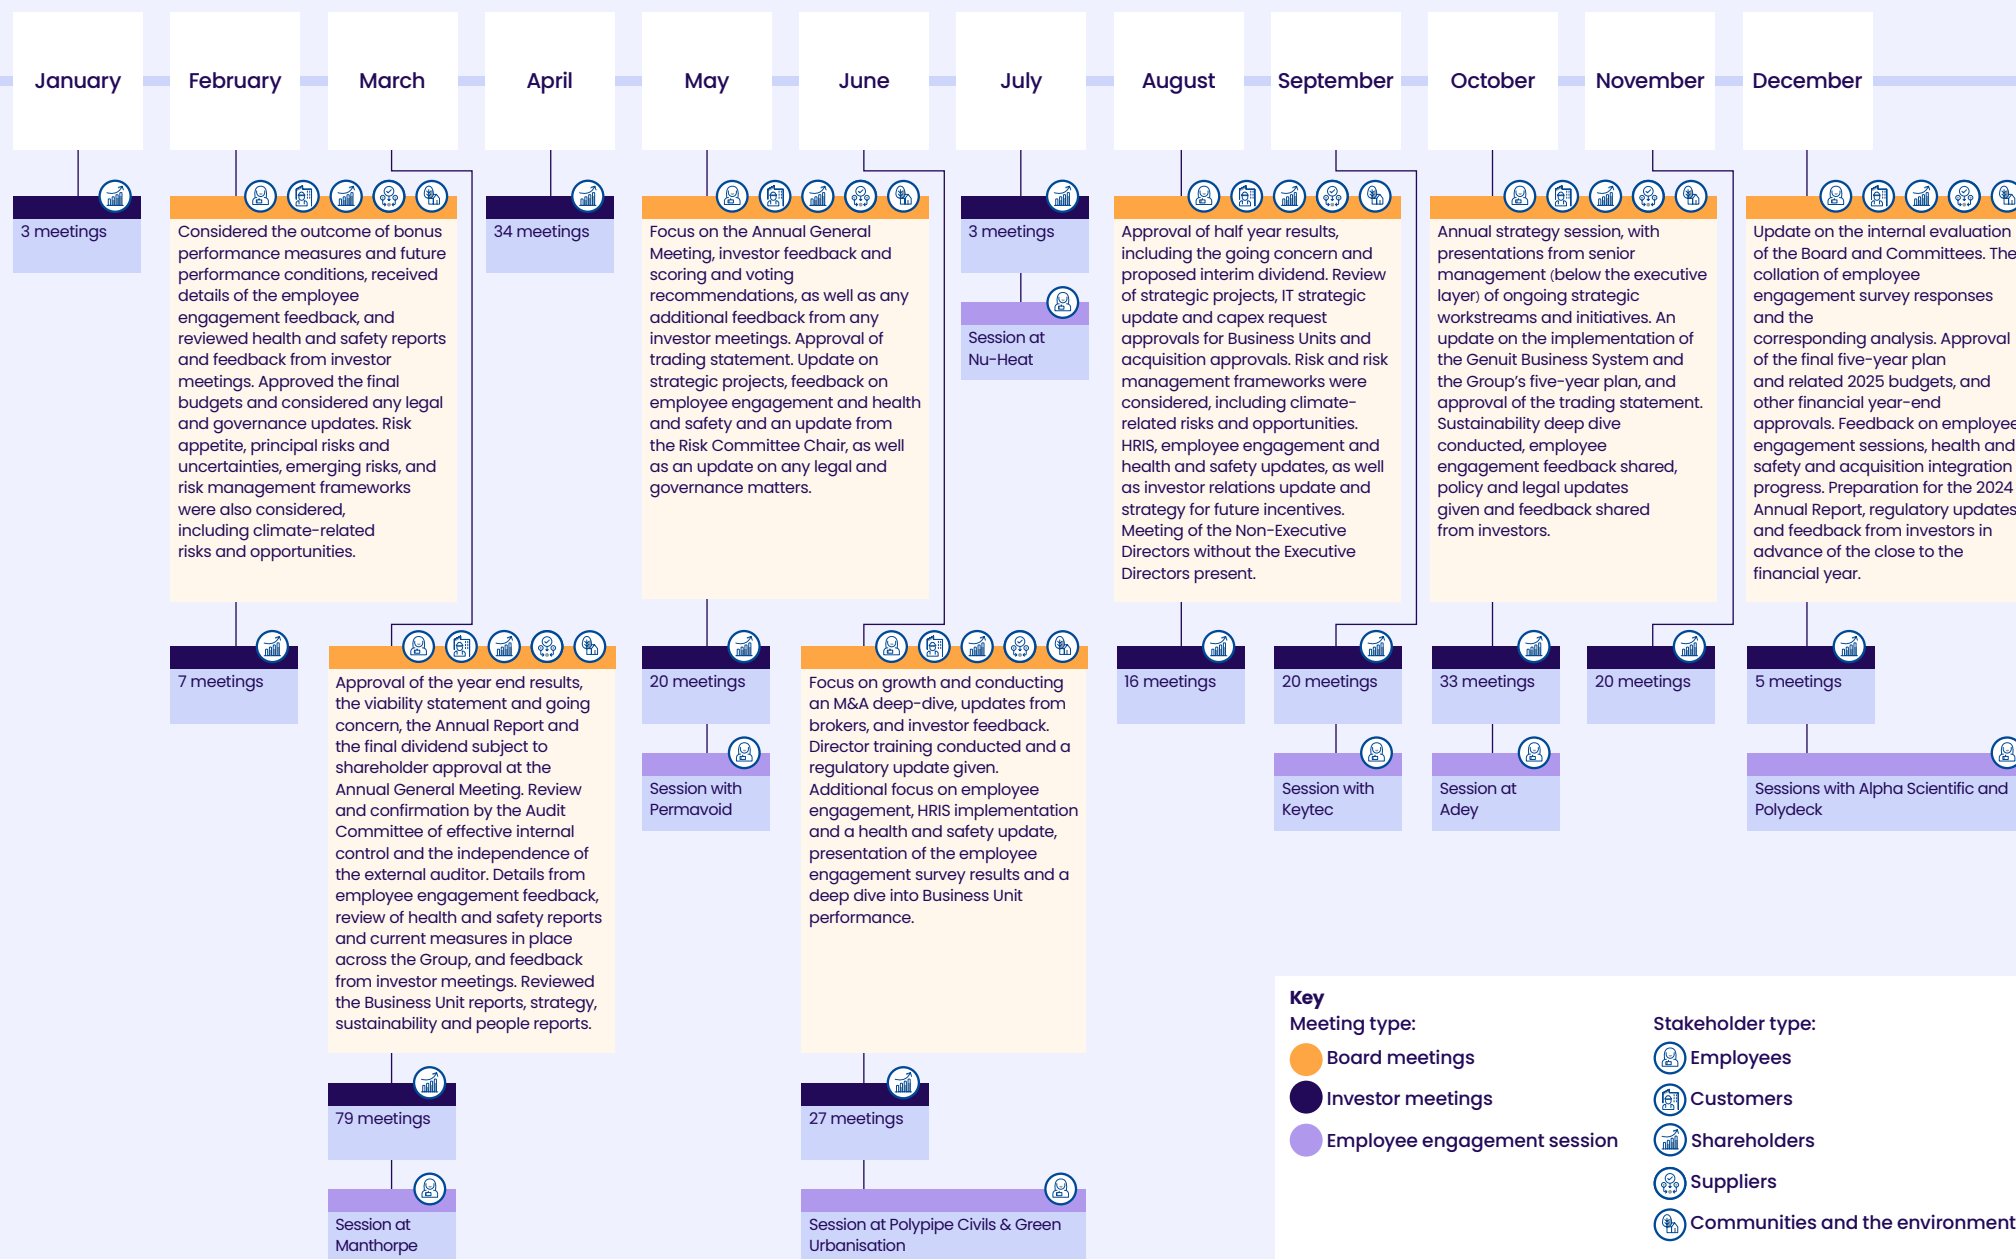 January
February
March
April
May
June
July
August
September
October
November
December
3 meetings
Considered the outcome of bonus
performance measures and future
performance conditions, received
details of the employee
engagement feedback, and
reviewed health and safety reports
and feedback from investor
meetings. Approved the final
budgets and considered any legal
and governance updates. Risk
appetite, principal risks and
uncertainties, emerging risks, and
risk management frameworks
were also considered,
including climate-related
risks and opportunities.
7 meetings
Approval of the year end results,
the viability statement and going
concern, the Annual Report and
the final dividend subject to
shareholder approval at the
Annual General Meeting. Review
and confirmation by the Audit
Committee of effective internal
control and the independence of
the external auditor. Details from
employee engagement feedback,
review of health and safety reports
and current measures in place
across the Group, and feedback
from investor meetings. Reviewed
the Business Unit reports, strategy,
sustainability and people reports.
79 meetings
Session at
Manthorpe
34 meetings
Focus on the Annual General
Meeting, investor feedback and
scoring and voting
recommendations, as well as any
additional feedback from any
investor meetings. Approval of
trading statement. Update on
strategic projects, feedback on
employee engagement and health
and safety and an update from
the Risk Committee Chair, as well
as an update on any legal and
governance matters.
20 meetings
Session with
Permavoid
Focus on growth and conducting
an M&A deep-dive, updates from
brokers, and investor feedback.
Director training conducted and a
regulatory update given.
Additional focus on employee
engagement, HRIS implementation
and a health and safety update,
presentation of the employee
engagement survey results and a
deep dive into Business Unit
performance.
27 meetings
Session at Polypipe Civils & Green
Urbanisation
3 meetings
Session at
Nu-Heat
Approval of half year results,
including the going concern and
proposed interim dividend. Review
of strategic projects, IT strategic
update and capex request
approvals for Business Units and
acquisition approvals. Risk and risk
management frameworks were
considered, including climate-
related risks and opportunities.
HRIS, employee engagement and
health and safety updates, as well
as investor relations update and
strategy for future incentives.
Meeting of the Non-Executive
Directors without the Executive
Directors present.
16 meetings
20 meetings
Session with
Keytec
Annual strategy session, with
presentations from senior
management (below the executive
layer) of ongoing strategic
workstreams and initiatives. An
update on the implementation of
the Genuit Business System and
the Group's five-year plan, and
approval of the trading statement.
Sustainability deep dive
conducted, employee
engagement feedback shared,
policy and legal updates
given and feedback shared
from investors.
33 meetings
Session at
Adey
20 meetings
Update on the internal evaluation
of the Board and Committees. The
collation of employee
engagement survey responses
and the
corresponding analysis. Approval
of the final five-year plan
and related 2025 budgets, and
other financial year-end
approvals. Feedback on employee
engagement sessions, health and
safety and acquisition integration
progress. Preparation for the 2024
Annual Report, regulatory updates
and feedback from investors in
advance of the close to the
financial year.
5 meetings
Sessions with Alpha Scientific and
Polydeck
Key
Meeting type:
Board meetings
Investor meetings
Employee engagement session
Stakeholder type:
Employees
Customers
Shareholders
Suppliers
Communities and the environment